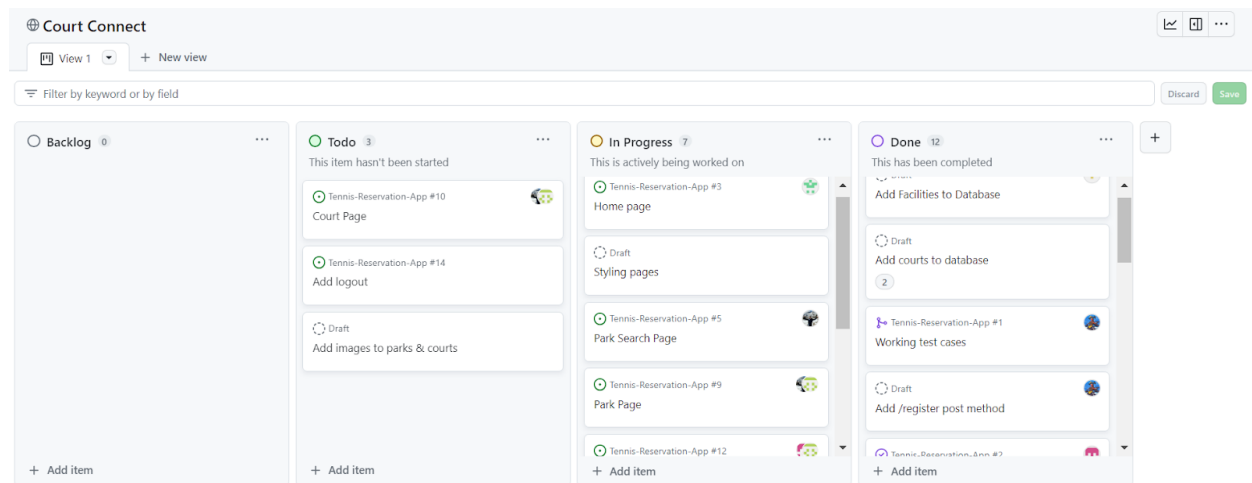 Court Connect
View 1
+ New view
Filter by keyword or by field
Discard
Save
Backlog 0
+ Add item
Todo 3
This item hasn't been started
Tennis-Reservation-App #10
Court Page
Tennis-Reservation-App #14
Add logout
Draft
Add images to parks & courts
+ Add item
In Progress 7
This is actively being worked on
Tennis-Reservation-App #3
Home page
Draft
Styling pages
Tennis-Reservation-App #5
Park Search Page
Tennis-Reservation-App #9
Park Page
Tennis-Reservation-App #12
+ Add item
Done 12
This has been completed
Draft
Add Facilities to Database
Draft
Add courts to database
2
Tennis-Reservation-App #1
Working test cases
Draft
Add /register post method
Tennis-Reservation-App #2
+ Add item